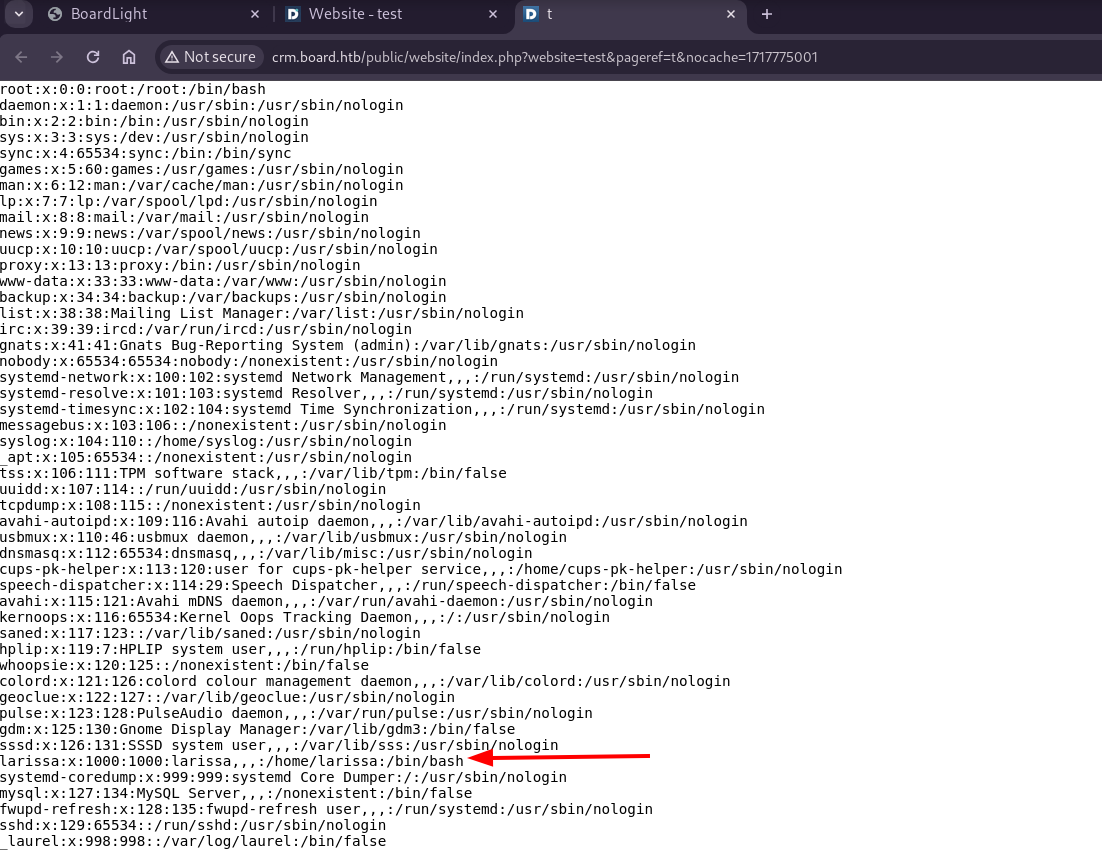 BoardLight
Website - test
t
Not secure
crm.board.htb/public/website/index.php?website=test&pageref=t&nocache=1717775001
root:x:0:0:root:/root:/bin/bash
daemon:x:1:1:daemon:/usr/sbin:/usr/sbin/nologin
bin:x:2:2:bin:/bin:/usr/sbin/nologin
sys:x:3:3:sys:/dev:/usr/sbin/nologin
sync:x:4:65534:sync:/bin:/bin/sync
games:x:5:60:games:/usr/games:/usr/sbin/nologin
man:x:6:12:man:/var/cache/man:/usr/sbin/nologin
lp:x:7:7:lp:/var/spool/lpd:/usr/sbin/nologin
mail:x:8:8:mail:/var/mail:/usr/sbin/nologin
news:x:9:9:news:/var/spool/news:/usr/sbin/nologin
uucp:x:10:10:uucp:/var/spool/uucp:/usr/sbin/nologin
proxy:x:13:13:proxy:/bin:/usr/sbin/nologin
www-data:x:33:33:www-data:/var/www:/usr/sbin/nologin
backup:x:34:34:backup:/var/backups:/usr/sbin/nologin
list:x:38:38:Mailing List Manager:/var/list:/usr/sbin/nologin
irc:x:39:39:ircd:/var/run/ircd:/usr/sbin/nologin
gnats:x:41:41:Gnats Bug-Reporting System (admin):/var/lib/gnats:/usr/sbin/nologin
nobody:x:65534:65534:nobody:/nonexistent:/usr/sbin/nologin
systemd-network:x:100:102:systemd Network Management,,,:/run/systemd:/usr/sbin/nologin
systemd-resolve:x:101:103:systemd Resolver,,,:/run/systemd:/usr/sbin/nologin
systemd-timesync:x:102:104:systemd Time Synchronization,,,:/run/systemd:/usr/sbin/nologin
messagebus:x:103:106::/nonexistent:/usr/sbin/nologin
syslog:x:104:110::/home/syslog:/usr/sbin/nologin
_apt:x:105:65534::/nonexistent:/usr/sbin/nologin
tss:x:106:111:TPM software stack,,,:/var/lib/tpm:/bin/false
uuidd:x:107:114::/run/uuidd:/usr/sbin/nologin
tcpdump:x:108:115::/nonexistent:/usr/sbin/nologin
avahi-autoipd:x:109:116:Avahi autoip daemon,,,:/var/lib/avahi-autoipd:/usr/sbin/nologin
usbmux:x:110:46:usbmux daemon,,,:/var/lib/usbmux:/usr/sbin/nologin
dnsmasq:x:112:65534:dnsmasq,,,:/var/lib/misc:/usr/sbin/nologin
cups-pk-helper:x:113:120:user for cups-pk-helper service,,,:/home/cups-pk-helper:/usr/sbin/nologin
speech-dispatcher:x:114:29:Speech Dispatcher,,,:/run/speech-dispatcher:/bin/false
avahi:x:115:121:Avahi mDNS daemon,,,:/var/run/avahi-daemon:/usr/sbin/nologin
kernoops:x:116:65534:Kernel Oops Tracking Daemon,,,:/:/usr/sbin/nologin
saned:x:117:123::/var/lib/saned:/usr/sbin/nologin
hplip:x:119:7:HPLIP system user,,,:/run/hplip:/bin/false
whoopsie:x:120:125::/nonexistent:/bin/false
colord:x:121:126:colord colour management daemon,,,:/var/lib/colord:/usr/sbin/nologin
geoclue:x:122:127::/var/lib/geoclue:/usr/sbin/nologin
pulse:x:123:128:PulseAudio daemon,,,:/var/run/pulse:/usr/sbin/nologin
gdm:x:125:130:Gnome Display Manager:/var/lib/gdm3:/bin/false
sssd:x:126:131:SSSD system user,,,:/var/lib/sss:/usr/sbin/nologin
larissa:x:1000:1000:larissa,,,:/home/larissa:/bin/bash
systemd-coredump:x:999:999:systemd Core Dumper:/:/usr/sbin/nologin
mysql:x:127:134:MySQL Server,,,:/nonexistent:/bin/false
fwupd-refresh:x:128:135:fwupd-refresh user,,,:/run/systemd:/usr/sbin/nologin
sshd:x:129:65534::/run/sshd:/usr/sbin/nologin
_laurel:x:998:998::/var/log/laurel:/bin/false